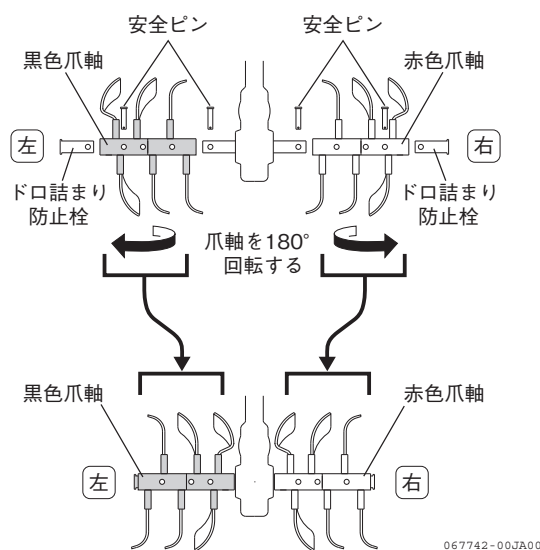 安全ピン
安全ピン
黒色爪軸
赤色爪軸
左
右
ドロ詰まり
防止栓
ドロ詰まり
防止栓
爪軸を180°
回転する
黒色爪軸
赤色爪軸
左
右
067742-00JA00